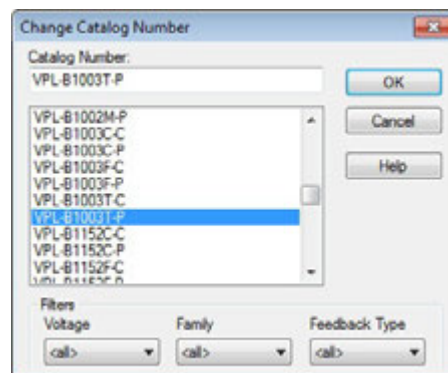 Change Catalog Number
Catalog Number:
VPL-B1003T-P
OK
VPL-B1002M-P
VPL-B1003C-C
VPL-B1003C-P
VPL-B1003F-C
VPL-B1003F-P
VPL-B1003T-C
VPL-B1003T-P
VPL-B1152C-C
VPL-B1152C-P
VPL-B1152F-C
Cancel
Help
Filters
Voltage Family Feedback Type
<all> <all> <all>